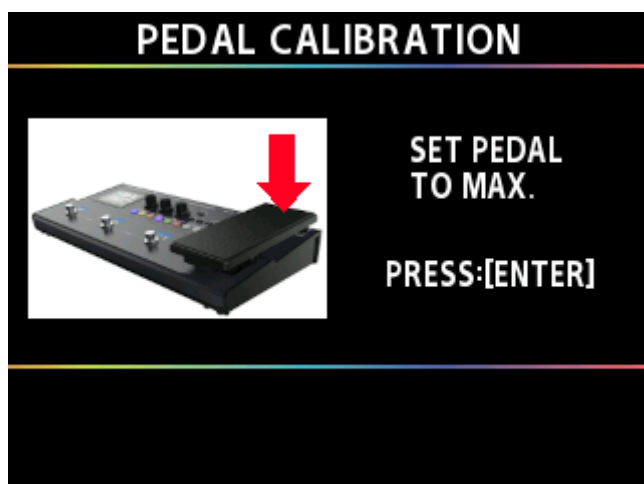 PEDAL CALIBRATION
SET PEDAL
TO MAX.
PRESS:[ENTER]